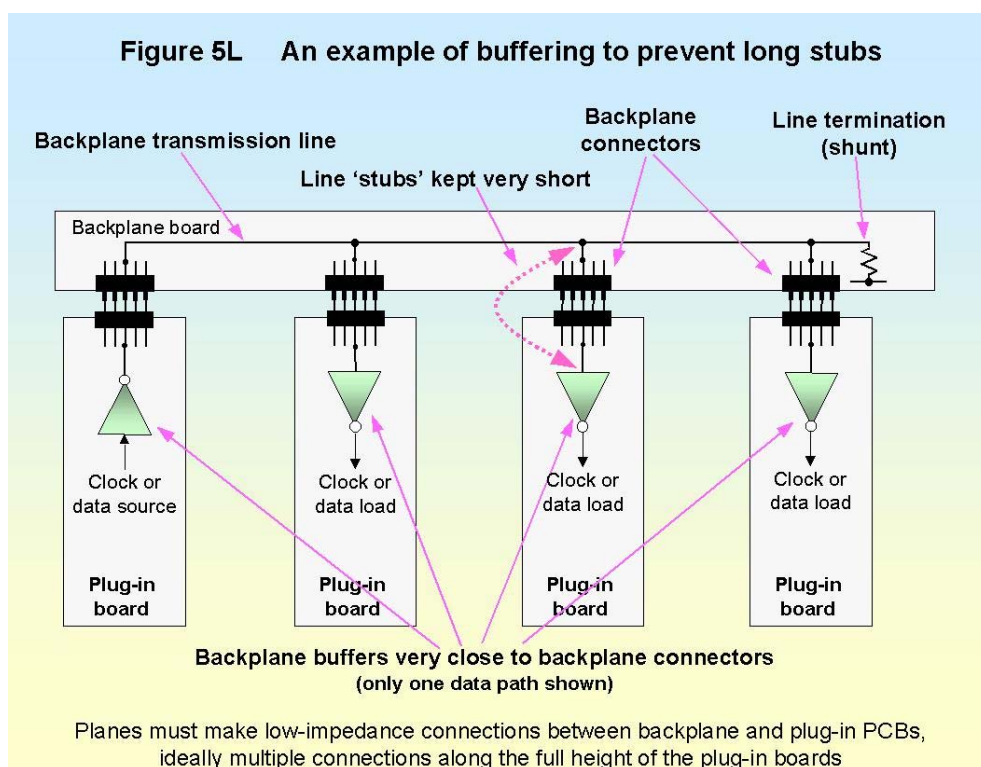 Figure 5L An example of buffering to prevent long stubs
Backplane transmission line
Line ‘stubs’ kept very short
Backplane
connectors
Line termination
(shunt)
Backplane board
Clock or
data source
Clock or
data load
Clock or
data load
Clock or
data load
Plug-in
board
Plug-in
board
Plug-in
board
Plug-in
board
Backplane buffers very close to backplane connectors
(only one data path shown)
Planes must make low-impedance connections between backplane and plug-in PCBs,
ideally multiple connections along the full height of the plug-in boards